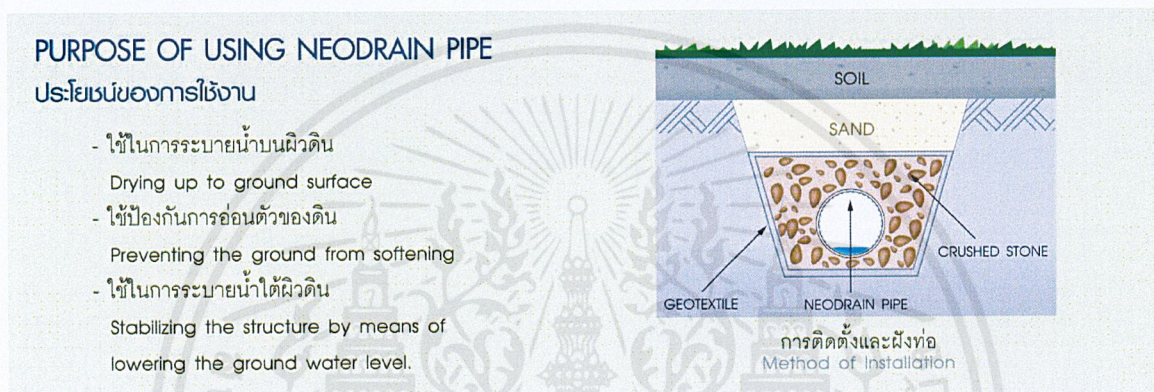 PURPOSE OF USING NEODRAIN PIPE
ประโยชน์ของการใช้งาน
- ใช้ในการระบายน้ำบนผิวดิน
Drying up to ground surface
- ใช้ป้องกันการอ่อนตัวของดิน
Preventing the ground from softening
- ใช้ในการระบายน้ำใต้ผิวดิน
Stabilizing the structure by means of
lowering the ground water level.
SOIL
SAND
CRUSHED STONE
GEOTEXTILE
NEODRAIN PIPE
การติดตั้งและฝังท่อ
Method of Installation